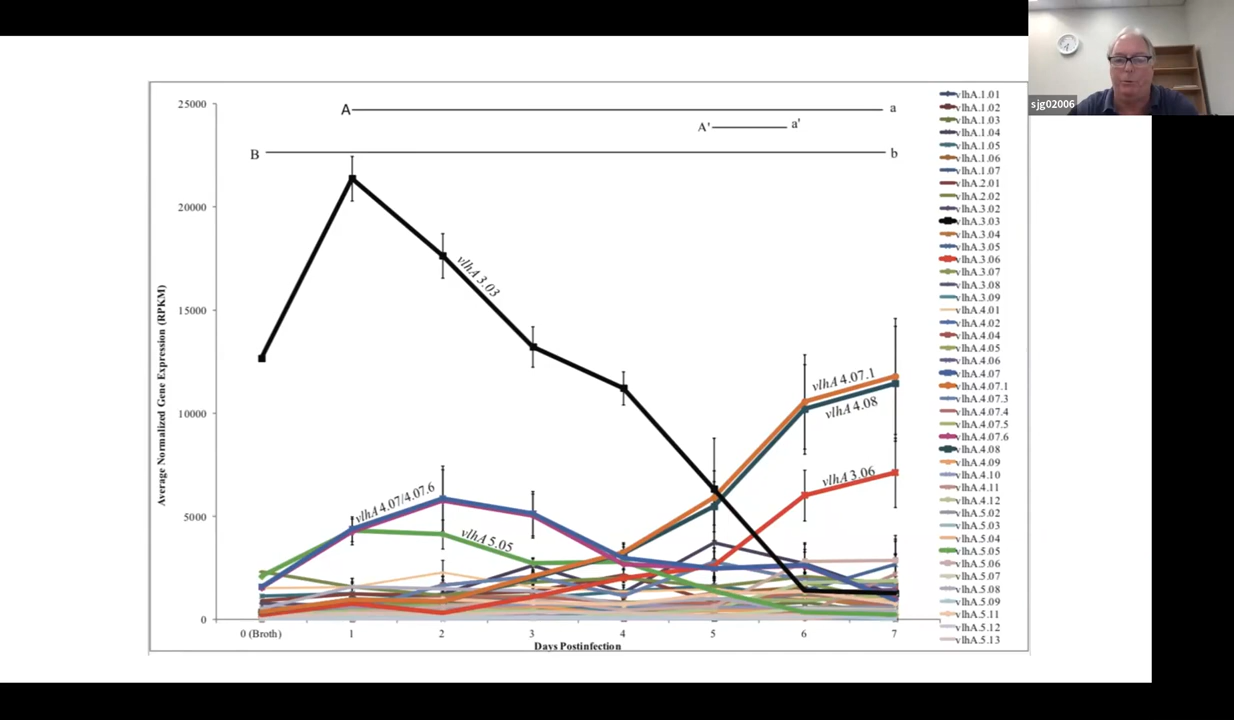 sjg02006
25000
20000
15000
10000
5000
0
Average Normalized Gene Expression (RPKM)
A a
A' a'
B b
vlhA 3.03
vlhA 4.07/4.07.6
vlhA 5.05
vlhA 4.07.1
vlhA 4.08
vlhA 3.06
0 (Broth) 1 2 3 4 5 6 7
Days Postinfection
vlhA.1.01
vlhA.1.02
vlhA.1.03
vlhA.1.04
vlhA.1.05
vlhA.1.06
vlhA.1.07
vlhA.2.01
vlhA.2.02
vlhA.3.02
vlhA.3.03
vlhA.3.04
vlhA.3.05
vlhA.3.06
vlhA.3.07
vlhA.3.08
vlhA.3.09
vlhA.4.01
vlhA.4.02
vlhA.4.04
vlhA.4.05
vlhA.4.06
vlhA.4.07
vlhA.4.07.1
vlhA.4.07.3
vlhA.4.07.4
vlhA.4.07.5
vlhA.4.07.6
vlhA.4.08
vlhA.4.09
vlhA.4.10
vlhA.4.11
vlhA.4.12
vlhA.5.02
vlhA.5.03
vlhA.5.04
vlhA.5.05
vlhA.5.06
vlhA.5.07
vlhA.5.08
vlhA.5.09
vlhA.5.11
vlhA.5.12
vlhA.5.13